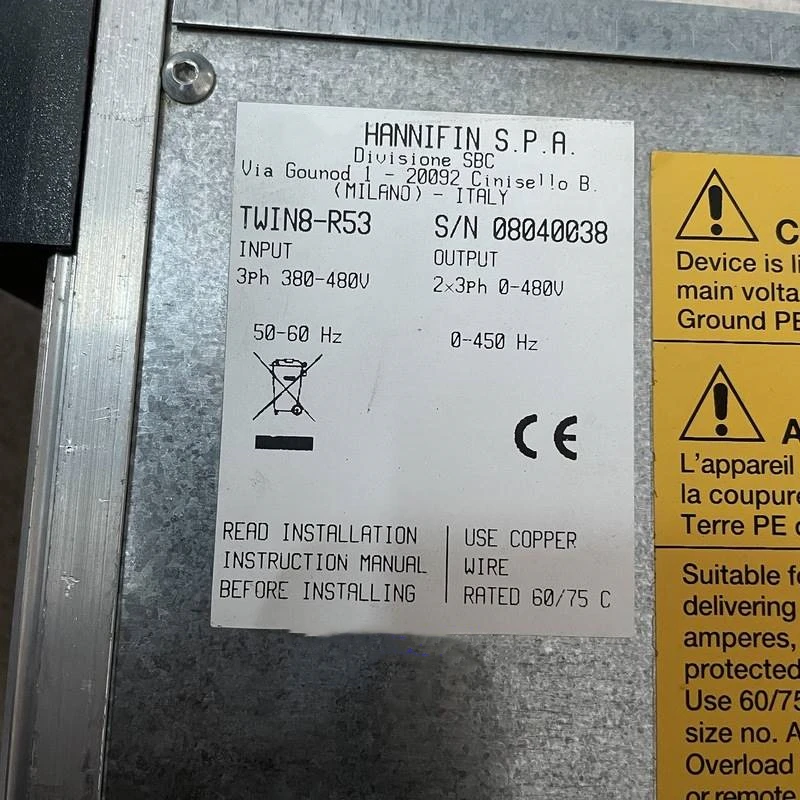 HANNIFIN S.P.A.
Divisione SBC
Via Gounod 1 - 20092 Cinisello B.
(MILANO) - ITALY
TWIN8-R53 S/N 08040038
INPUT OUTPUT
3Ph 380-480V 2x3Ph 0-480V
50-60 Hz 0-450 Hz
CE
READ INSTALLATION
INSTRUCTION MANUAL
BEFORE INSTALLING
USE COPPER
WIRE
RATED 60/75 C
C
Device is li
main volta
Ground PE
A
L'appareil
la coupure
Terre PE
Suitable f
delivering
amperes,
protected
Use 60/75
size no. A
Overload
or remote